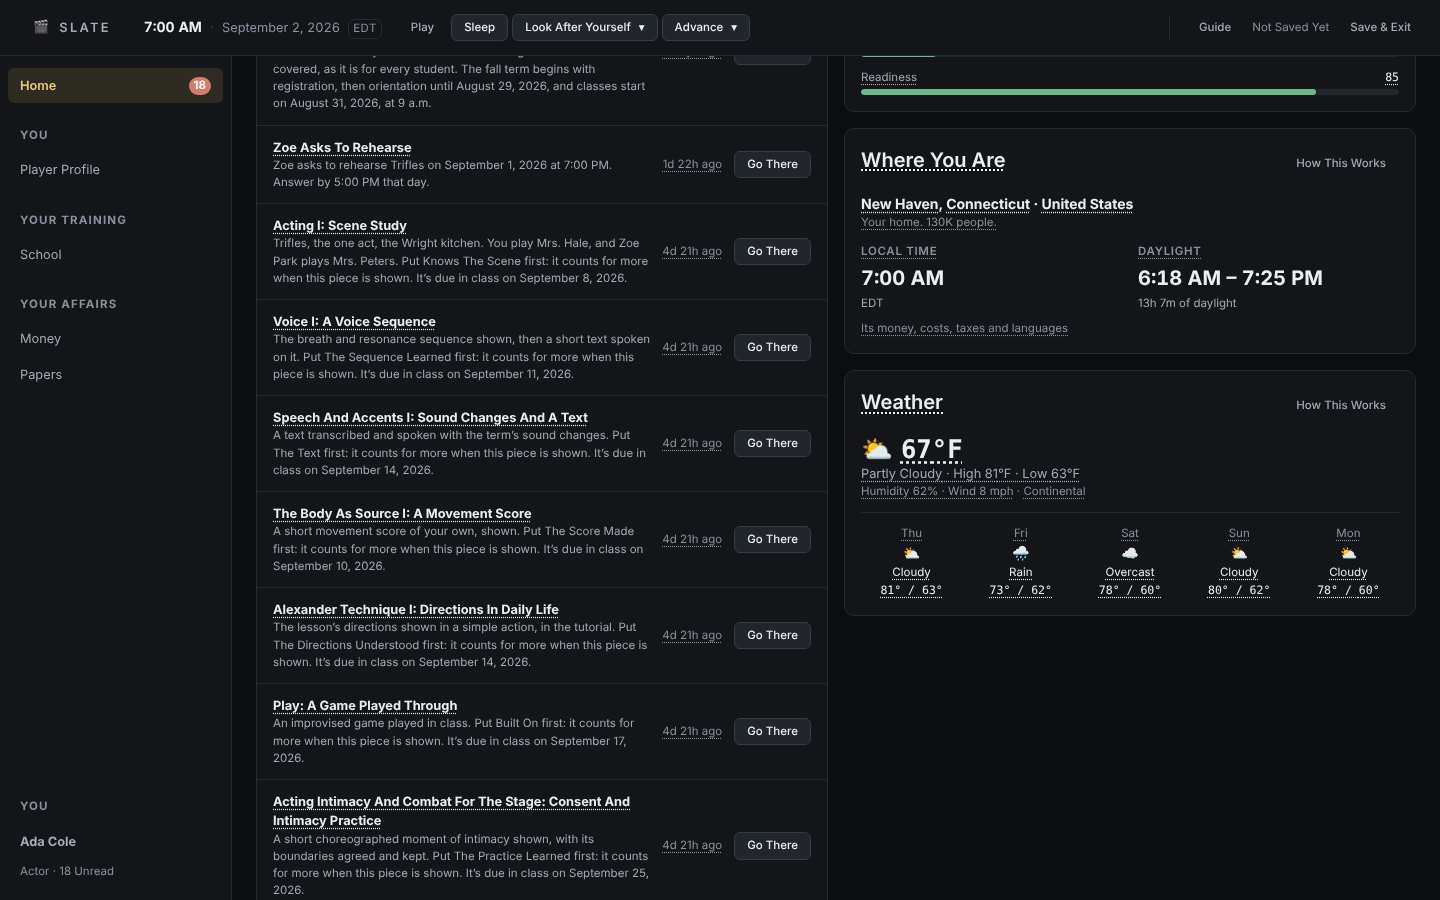 🎬 SLATE
7:00 AM · September 2, 2026 EDT
Play
Sleep
Look After Yourself ▾
Advance ▾
Guide
Not Saved Yet
Save & Exit
Home
18
YOU
Player Profile
YOUR TRAINING
School
YOUR AFFAIRS
Money
Papers
YOU
Ada Cole
Actor · 18 Unread
covered, as it is for every student. The fall term begins with
registration, then orientation until August 29, 2026, and classes start
on August 31, 2026, at 9 a.m.
Zoe Asks To Rehearse
Zoe asks to rehearse Trifles on September 1, 2026 at 7:00 PM.
Answer by 5:00 PM that day.
1d 22h ago
Go There
Acting I: Scene Study
Trifles, the one act, the Wright kitchen. You play Mrs. Hale, and Zoe
Park plays Mrs. Peters. Put Knows The Scene first: it counts for more
when this piece is shown. It’s due in class on September 8, 2026.
4d 21h ago
Go There
Voice I: A Voice Sequence
The breath and resonance sequence shown, then a short text spoken
on it. Put The Sequence Learned first: it counts for more when this
piece is shown. It’s due in class on September 11, 2026.
4d 21h ago
Go There
Speech And Accents I: Sound Changes And A Text
A text transcribed and spoken with the term’s sound changes. Put
The Text first: it counts for more when this piece is shown. It’s due in
class on September 14, 2026.
4d 21h ago
Go There
The Body As Source I: A Movement Score
A short movement score of your own, shown. Put The Score Made
first: it counts for more when this piece is shown. It’s due in class on
September 10, 2026.
4d 21h ago
Go There
Alexander Technique I: Directions In Daily Life
The lesson’s directions shown in a simple action, in the tutorial. Put
The Directions Understood first: it counts for more when this piece is
shown. It’s due in class on September 14, 2026.
4d 21h ago
Go There
Play: A Game Played Through
An improvised game played in class. Put Built On first: it counts for
more when this piece is shown. It’s due in class on September 17,
2026.
4d 21h ago
Go There
Acting Intimacy And Combat For The Stage: Consent And
Intimacy Practice
A short choreographed moment of intimacy shown, with its
boundaries agreed and kept. Put The Practice Learned first: it counts
for more when this piece is shown. It’s due in class on September 25,
2026.
4d 21h ago
Go There
Readiness
85
Where You Are
How This Works
New Haven, Connecticut · United States
Your home. 130K people.
LOCAL TIME
7:00 AM
EDT
DAYLIGHT
6:18 AM – 7:25 PM
13h 7m of daylight
Its money, costs, taxes and languages
Weather
How This Works
67°F
Partly Cloudy · High 81°F · Low 63°F
Humidity 62% · Wind 8 mph · Continental
Thu
Cloudy
81° / 63°
Fri
Rain
73° / 62°
Sat
Overcast
78° / 60°
Sun
Cloudy
80° / 62°
Mon
Cloudy
78° / 60°